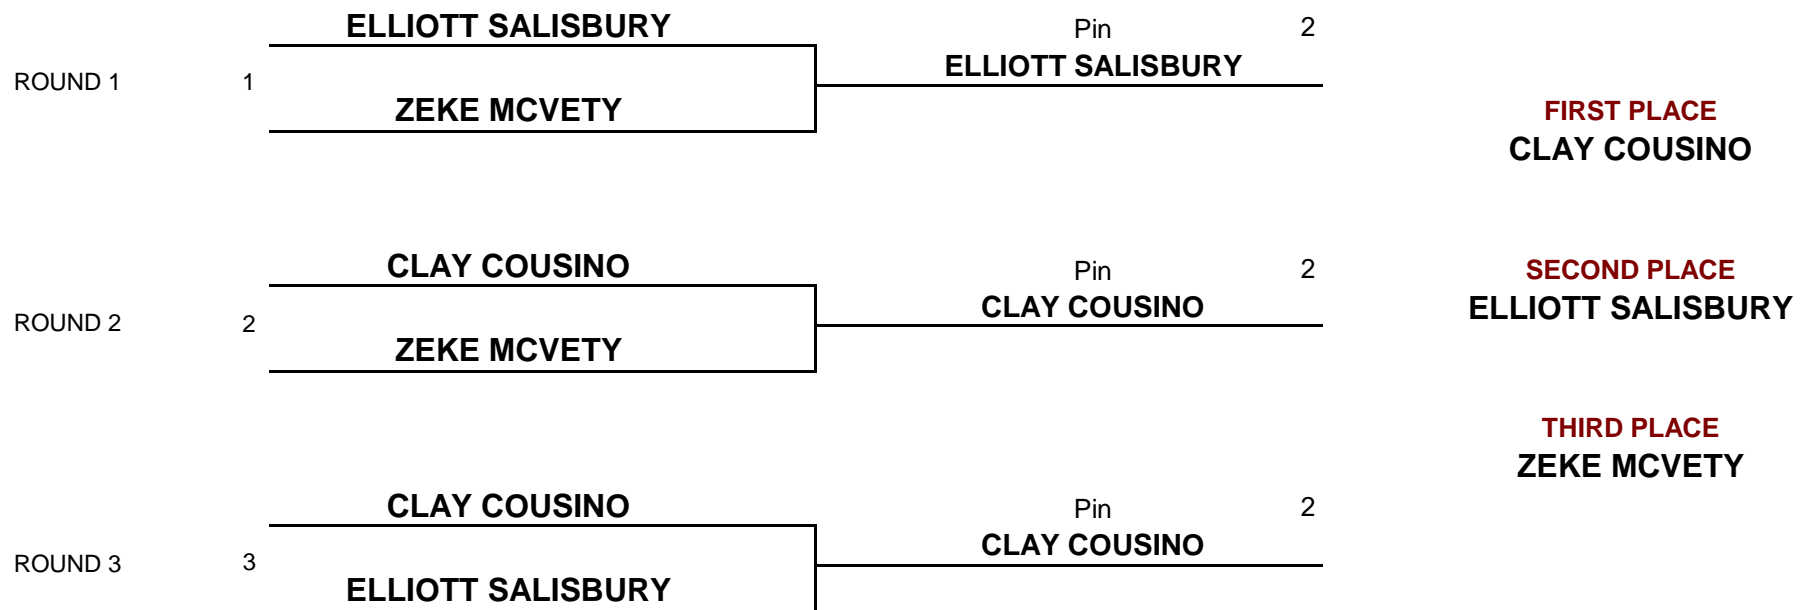 ELLIOTT SALISBURY
Pin 2
ROUND 1 1
ELLIOTT SALISBURY
ZEKE MCVETY
FIRST PLACE
CLAY COUSINO
CLAY COUSINO
Pin 2
SECOND PLACE
ROUND 2 2
CLAY COUSINO
ELLIOTT SALISBURY
ZEKE MCVETY
THIRD PLACE
ZEKE MCVETY
CLAY COUSINO
Pin 2
ROUND 3 3
CLAY COUSINO
ELLIOTT SALISBURY